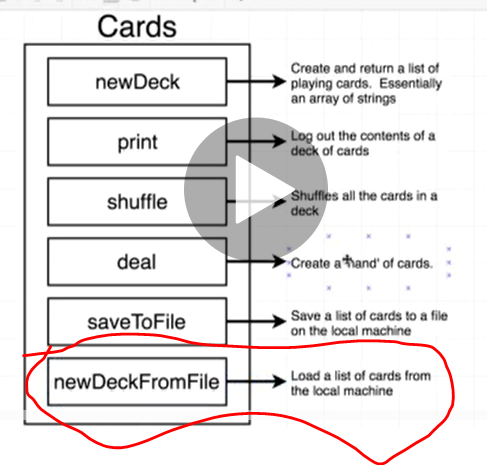 Cards
newDeck
Create and return a list of
playing cards. Essentially
an array of strings
print
Log out the contents of a
deck of cards
shuffle
Shuffles all the cards in a
deck
deal
Create a 'hand' of cards.
saveToFile
Save a list of cards to a file
on the local machine
newDeckFromFile
Load a list of cards from
the local machine